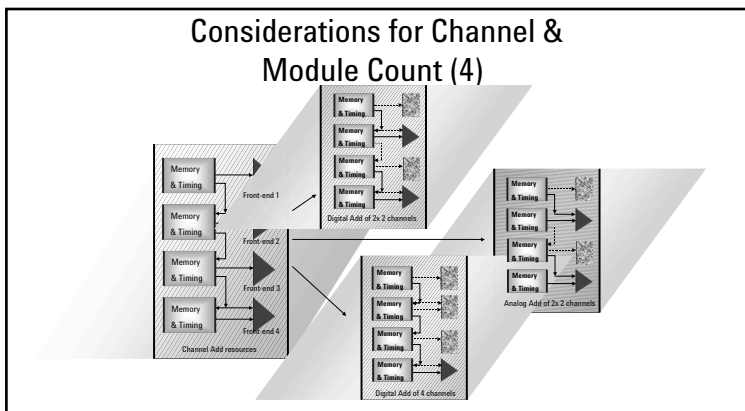 Considerations for Channel &
Module Count (4)
Memory
& Timing
Memory
& Timing
Memory
& Timing
Memory
& Timing
Front-end 1
Front-end 2
Front-end 3
Front-end 4
Channel Add resources
Memory
& Timing
Memory
& Timing
Memory
& Timing
Memory
& Timing
Digital Add of 2x 2 channels
Memory
& Timing
Memory
& Timing
Memory
& Timing
Memory
& Timing
Analog Add of 2x 2 channels
Memory
& Timing
Memory
& Timing
Memory
& Timing
Memory
& Timing
Digital Add of 4 channels